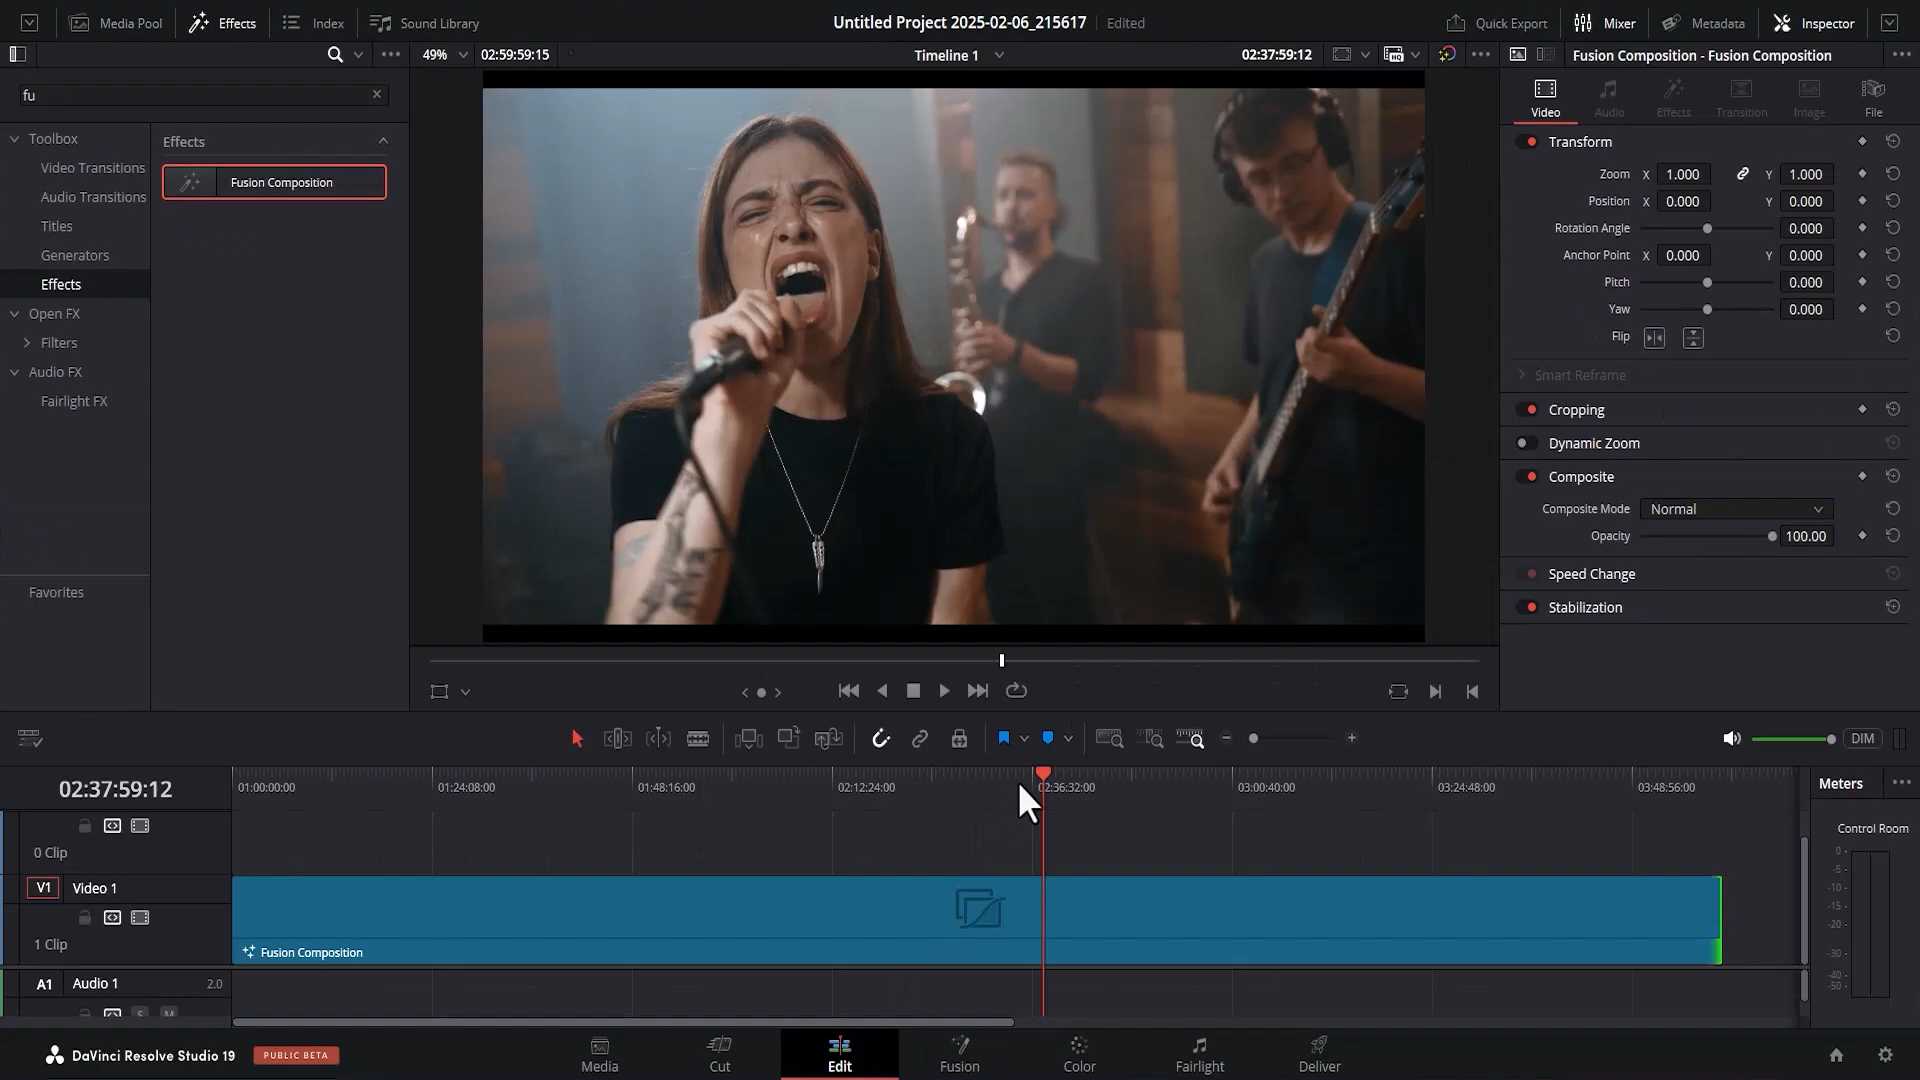 Media Pool Effects Index Sound Library Untitled Project 2025-02-06_215617 Edited Quick Export Mixer Metadata Inspector
49% 02:59:59:15 Timeline 1 02:37:59:12 Fusion Composition - Fusion Composition
fu
Video Audio Effects Transition Image File
Toolbox
Video Transitions
Audio Transitions
Titles
Generators
Effects
Open FX
Filters
Audio FX
Fairlight FX
Favorites
Effects
Fusion Composition
Transform
Zoom X 1.000 Y 1.000
Position X 0.000 Y 0.000
Rotation Angle 0.000
Anchor Point X 0.000 Y 0.000
Pitch 0.000
Yaw 0.000
Flip
Smart Reframe
Cropping
Dynamic Zoom
Composite
Composite Mode Normal
Opacity 100.00
Speed Change
Stabilization
DIM
02:37:59:12 01:00:00:00 01:24:08:00 01:48:16:00 02:12:24:00 02:36:32:00 03:00:40:00 03:24:48:00 03:48:56:00
0 Clip
V1 Video 1
1 Clip
Fusion Composition
A1 Audio 1 2.0
S M
Meters
Control Room
0
-5
-10
-15
-20
-30
-40
-50
DaVinci Resolve Studio 19 PUBLIC BETA
Media Cut Edit Fusion Color Fairlight Deliver